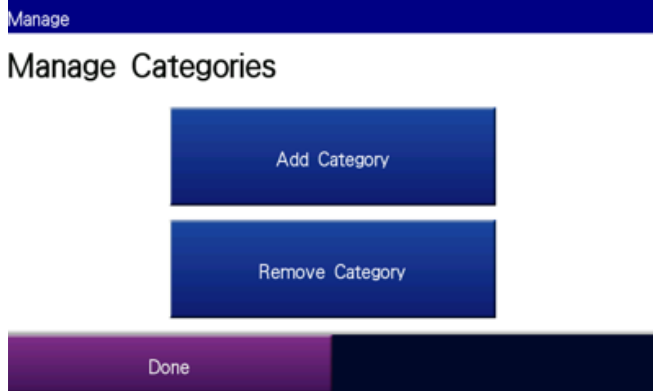 Manage
Manage Categories
Add Category
Remove Category
Done